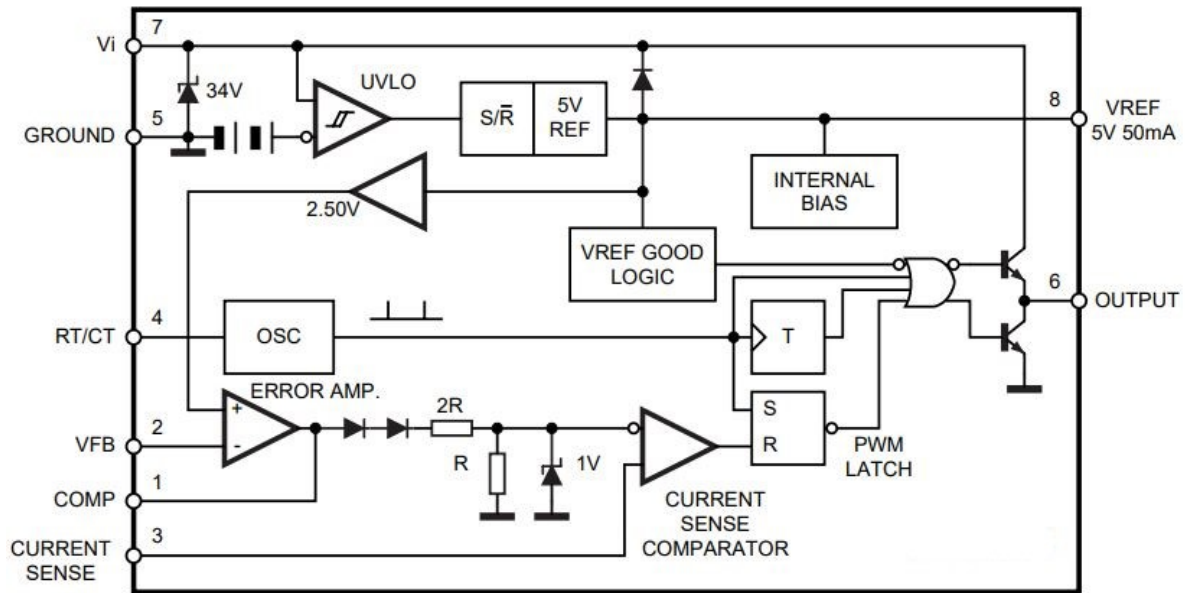 7
Vi
UVLO
34V
S/R̅
5V
REF
8
VREF
5V 50mA
5
GROUND
INTERNAL
BIAS
2.50V
VREF GOOD
LOGIC
6
OUTPUT
4
RT/CT
OSC
T
ERROR AMP.
+
-
2R
S
R
2
VFB
R
1V
PWM
LATCH
1
COMP
CURRENT
SENSE
COMPARATOR
3
CURRENT
SENSE